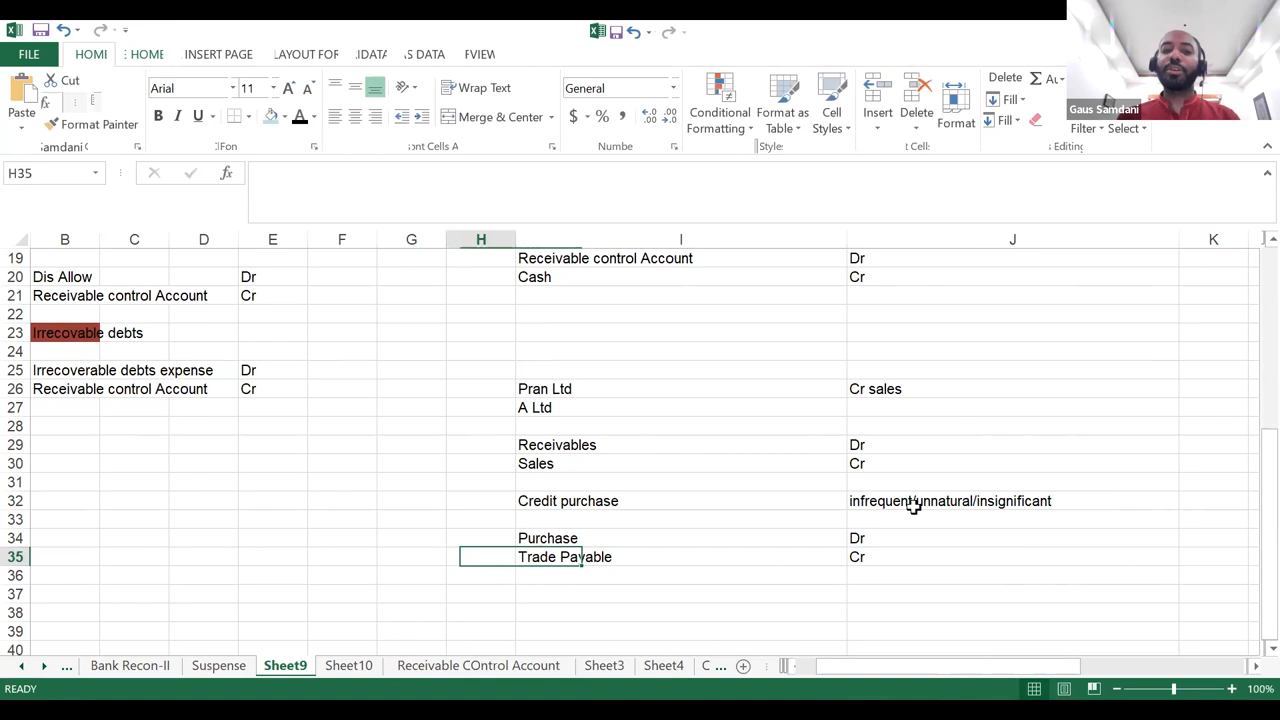 FILE HOME HOME INSERT PAGE LAYOUT FOR DATA S DATA VIEW
Cut
Paste
Format Painter
Samdani
Arial 11
B I U A
Wrap Text
Merge & Center
General
$ % ,
Conditional Formatting
Format as Table
Cell Styles
Insert Delete Format
Delete
Fill
Fill
Filter Select
Fon
ont Cells A
Numbe
Styles
Cell
Editing
Gaus Samdani
H35
fx
B C D E F G H I J K
19 Receivable control Account Dr
20 Dis Allow Dr Cash Cr
21 Receivable control Account Cr
22
23 Irrecovable debts
24
25 Irrecoverable debts expense Dr
26 Receivable control Account Cr Pran Ltd Cr sales
27 A Ltd
28
29 Receivables Dr
30 Sales Cr
31
32 Credit purchase infrequent/unnatural/insignificant
33
34 Purchase Dr
35 Trade Payable Cr
36
37
38
39
40
... Bank Recon-II Suspense Sheet9 Sheet10 Receivable COntrol Account Sheet3 Sheet4 C ...
READY 100%